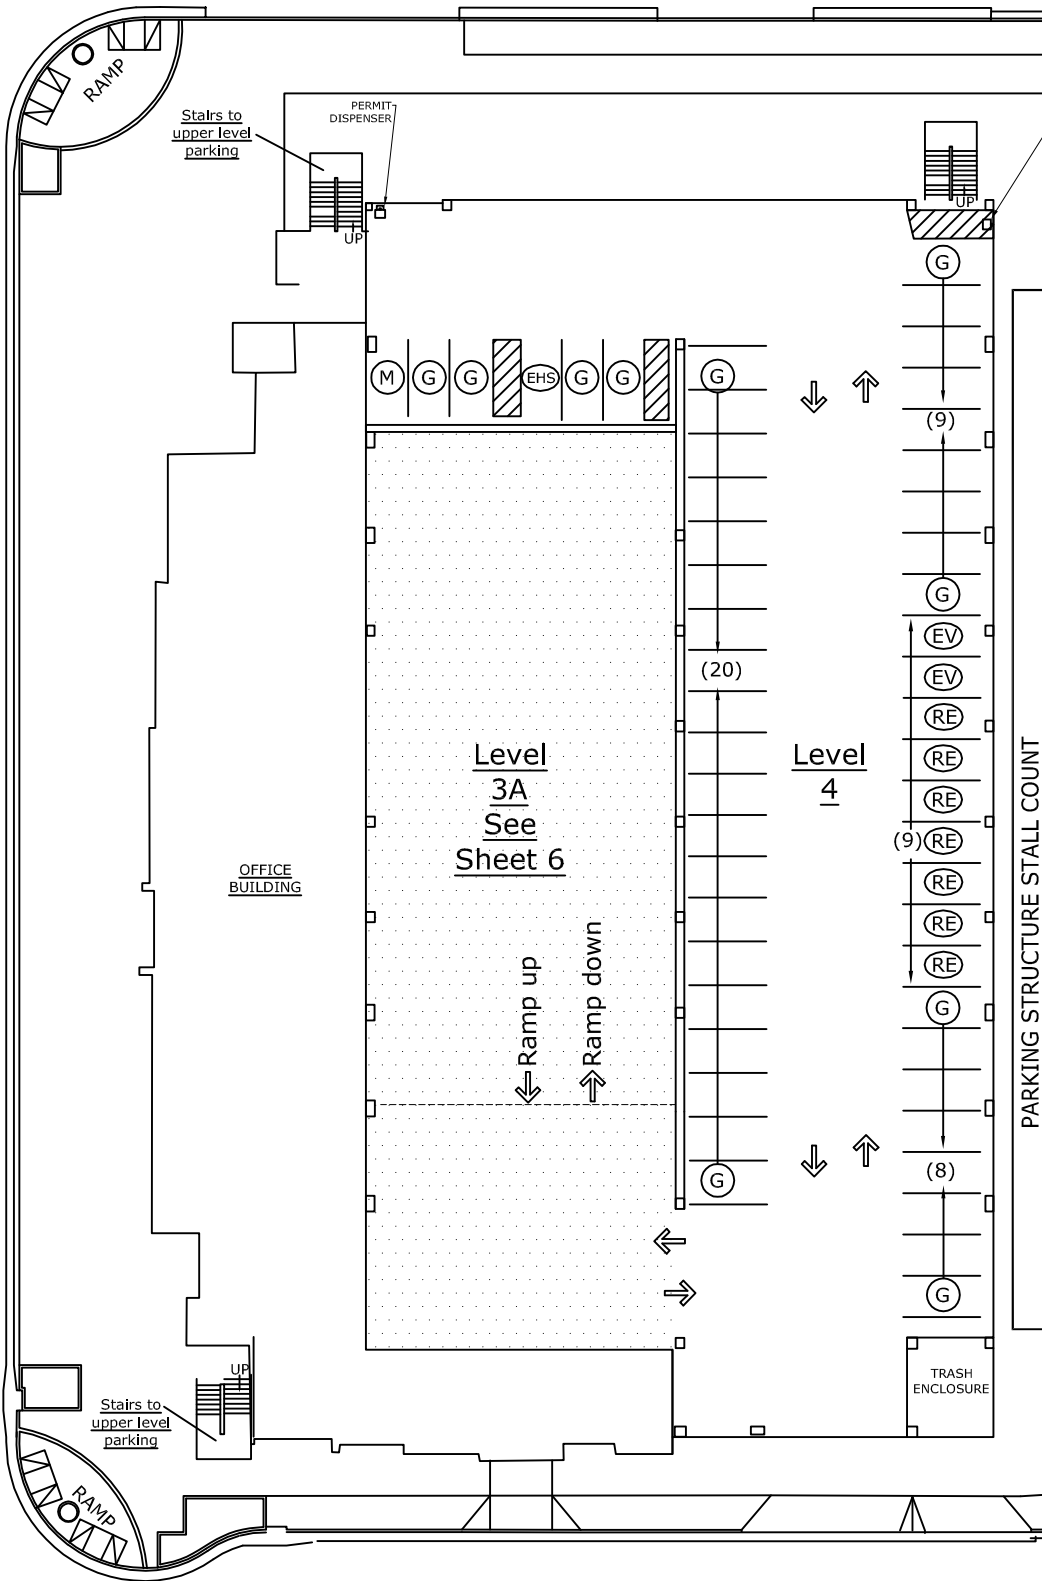 RAMP
Stairs to
upper level
parking
PERMIT
DISPENSER
UP
UP
G
M
G
G
EHS
G
G
G
(9)
G
EV
EV
(20)
RE
Level
3A
See
Sheet 6
Level
4
RE
RE
(9)
RE
RE
RE
RE
OFFICE
BUILDING
PARKING STRUCTURE STALL COUNT
Ramp up
Ramp down
G
(8)
G
G
UP
TRASH
ENCLOSURE
Stairs to
upper level
parking
RAMP